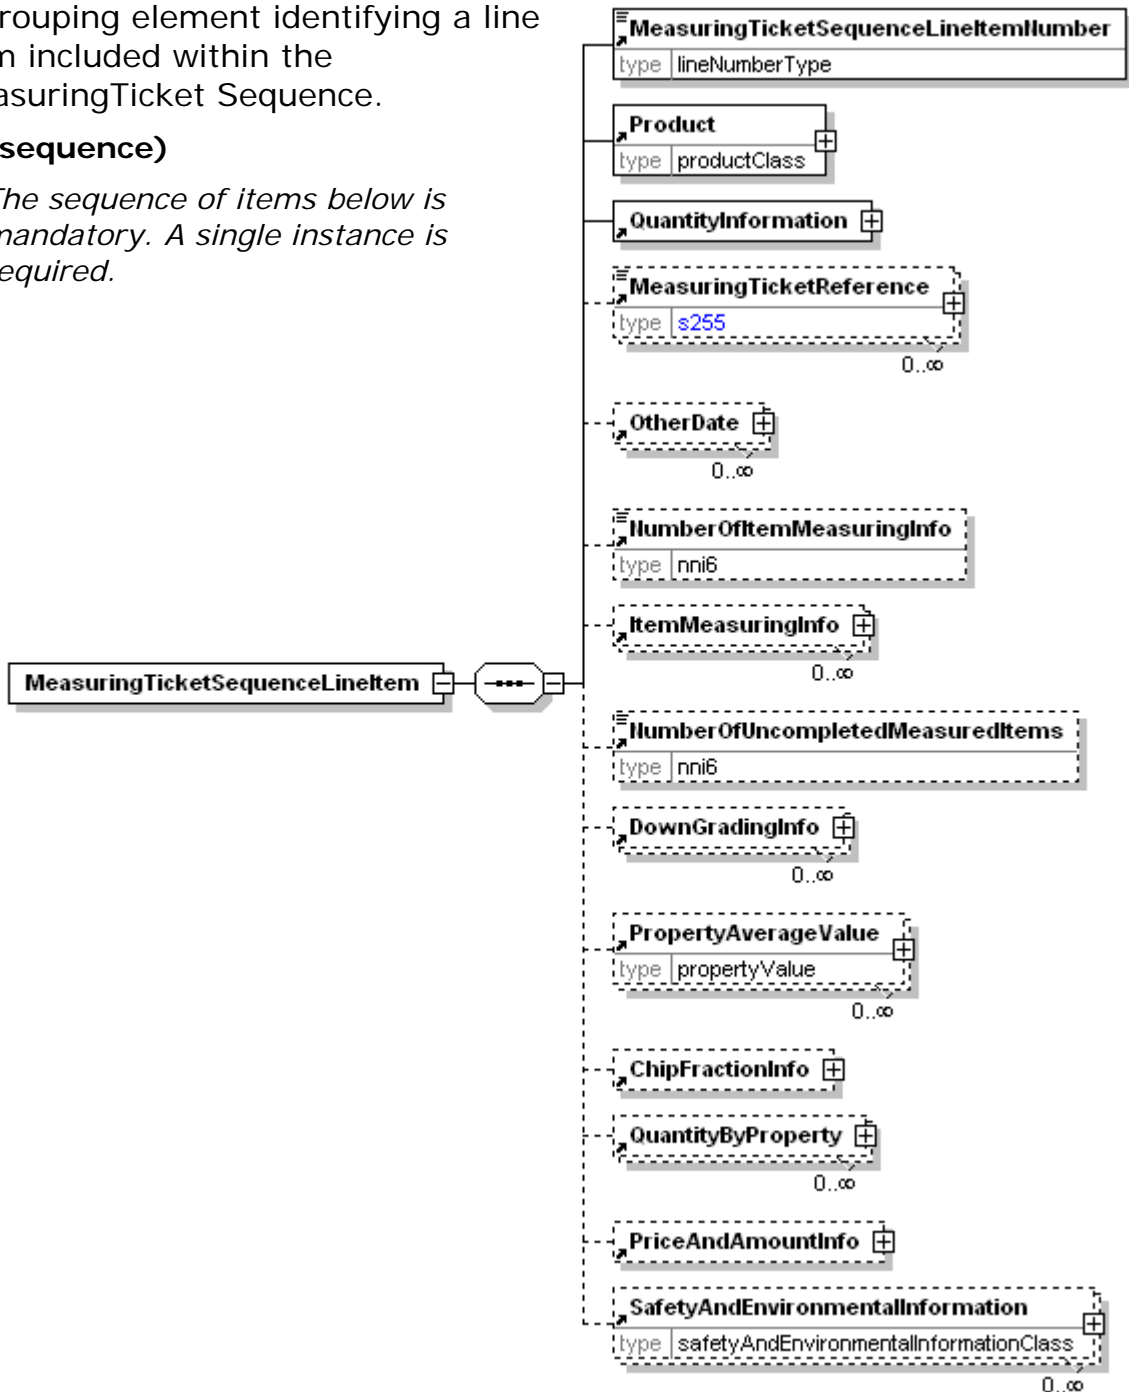 rouping element identifying a line
m included within the
asuringTicket Sequence.
sequence)
The sequence of items below is
mandatory. A single instance is
equired.
MeasuringTicketSequenceLineItem
MeasuringTicketSequenceLineItemNumber
type lineNumberType
Product
type productClass
QuantityInformation
MeasuringTicketReference
type s255
0..∞
OtherDate
0..∞
NumberOfItemMeasuringInfo
type nni6
ItemMeasuringInfo
0..∞
NumberOfUncompletedMeasuredItems
type nni6
DownGradingInfo
0..∞
PropertyAverageValue
type propertyValue
0..∞
ChipFractionInfo
QuantityByProperty
0..∞
PriceAndAmountInfo
SafetyAndEnvironmentalInformation
type safetyAndEnvironmentalInformationClass
0..∞